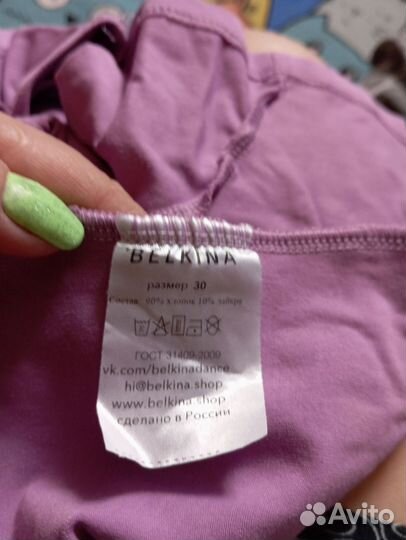 BELKINA
размер 30
Состав: 90% хлопок 10% лайкра
ГОСТ 31409-2009
vk.com/belkinadance
hi@belkina.shop
www.belkina.shop
сделано в России
Avito